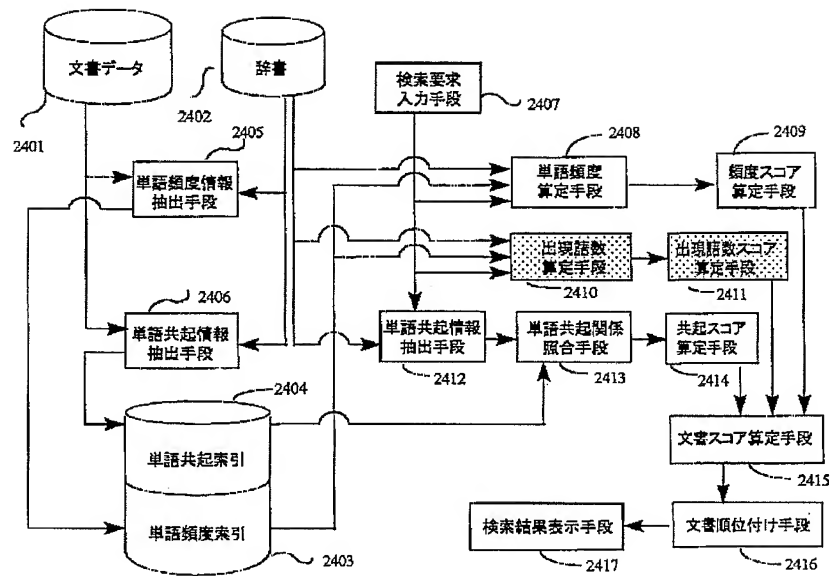 文書データ
辞書
検索要求
入力手段
2407
2401
2402
2405
2408
2409
単語頻度情報
抽出手段
単語頻度
算定手段
頻度スコア
算定手段
出現語数
算定手段
出現語数スコア
算定手段
2410
2411
2406
単語共起情報
抽出手段
単語共起情報
抽出手段
単語共起関係
照合手段
共起スコア
算定手段
2412
2413
2414
2404
単語共起索引
文書スコア算定手段
2415
単語頻度索引
検索結果表示手段
文書順位付け手段
2403
2417
2416